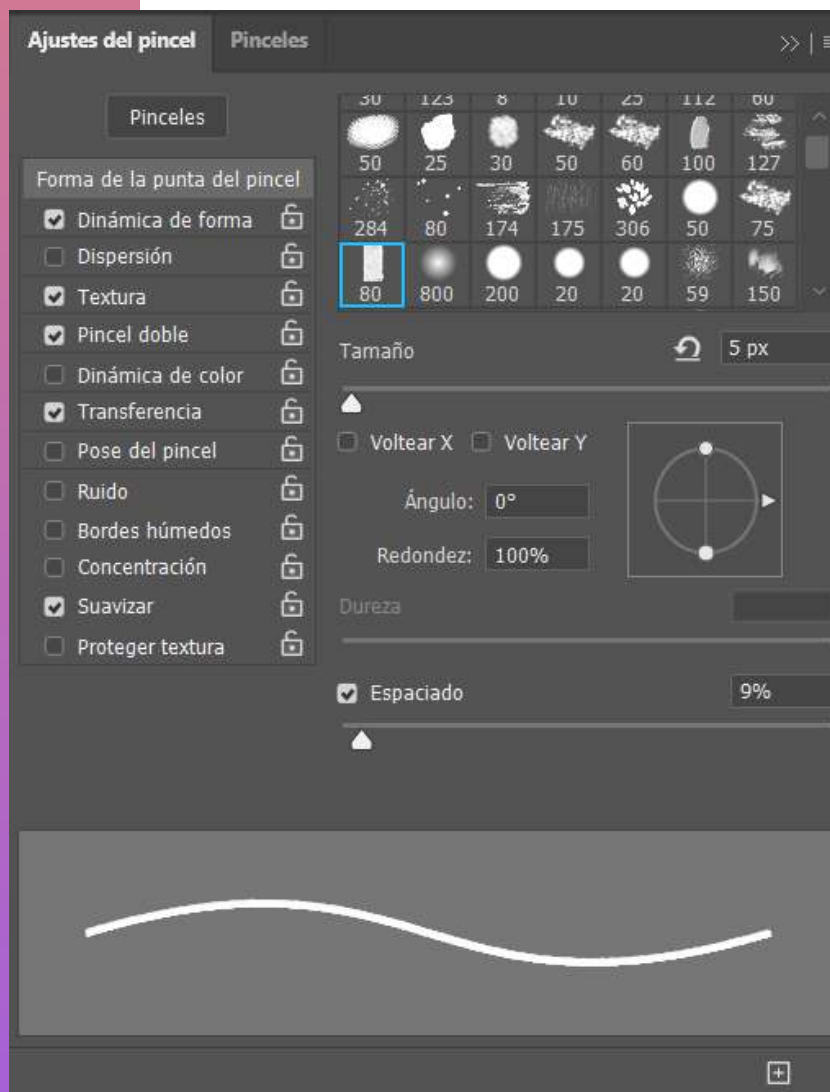 Ajustes del pincel Pinceles
Pinceles
Forma de la punta del pincel
Dinámica de forma
Dispersión
Textura
Pincel doble
Dinámica de color
Transferencia
Pose del pincel
Ruido
Bordes húmedos
Concentración
Suavizar
Proteger textura
30 123 8 10 25 112 60
50 25 30 50 60 100 127
284 80 174 175 306 50 75
80 800 200 20 20 59 150
Tamaño 5 px
Voltear X Voltear Y
Ángulo: 0°
Redondez: 100%
Dureza
Espaciado 9%